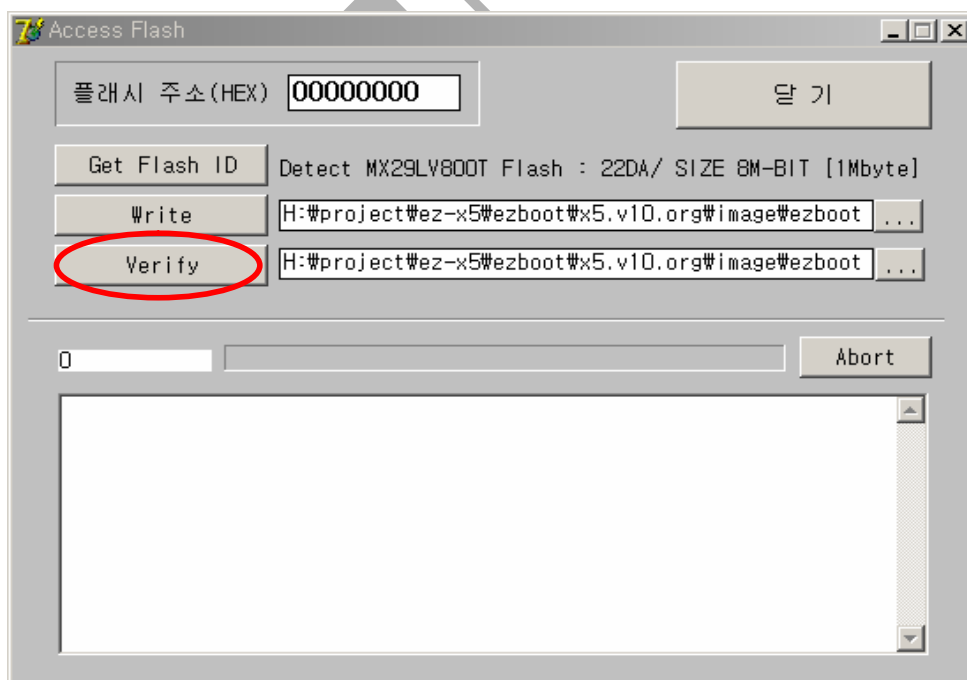 Access Flash
플래시 주소(HEX) 00000000
닫 기
Get Flash ID Detect MX29LV800T Flash : 22DA/ SIZE 8M-BIT [1Mbyte]
Write H:₩project₩ez-x5₩ezboot₩x5.v10.org₩image₩ezboot ...
Verify H:₩project₩ez-x5₩ezboot₩x5.v10.org₩image₩ezboot ...
0
Abort